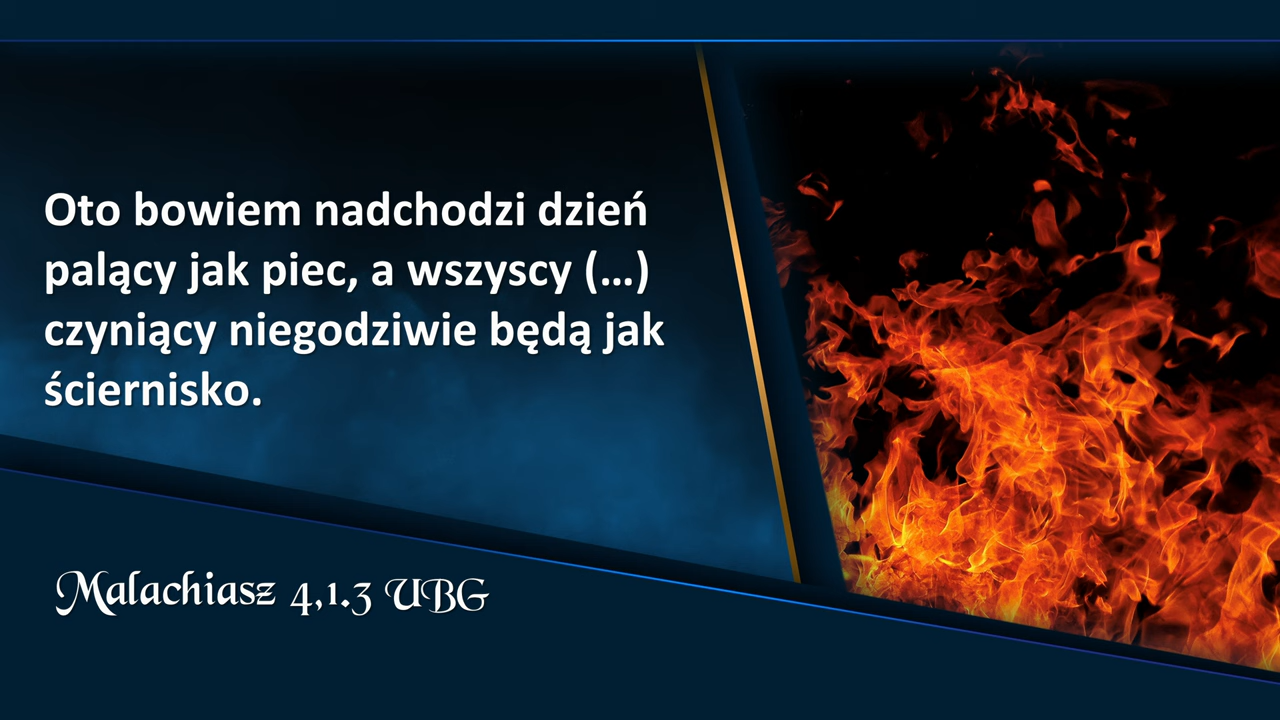 Oto bowiem nadchodzi dzień
palący jak piec, a wszyscy (...)
czyniący niegodziwie będą jak
ściernisko.
Malachiasz 4,1.3 UBG